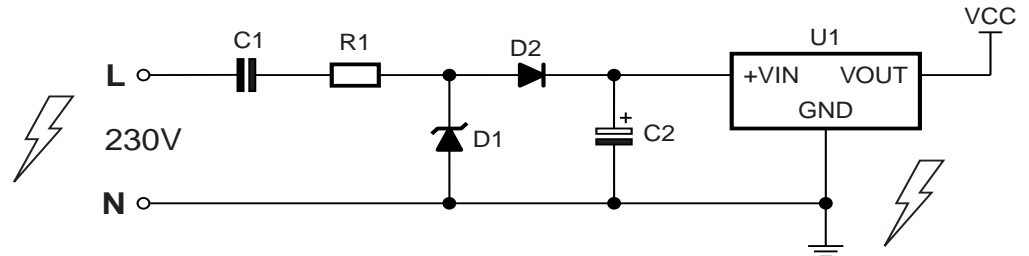 VCC
C1
R1
D2
U1
L
+VIN VOUT
GND
+
230V
D1
C2
N